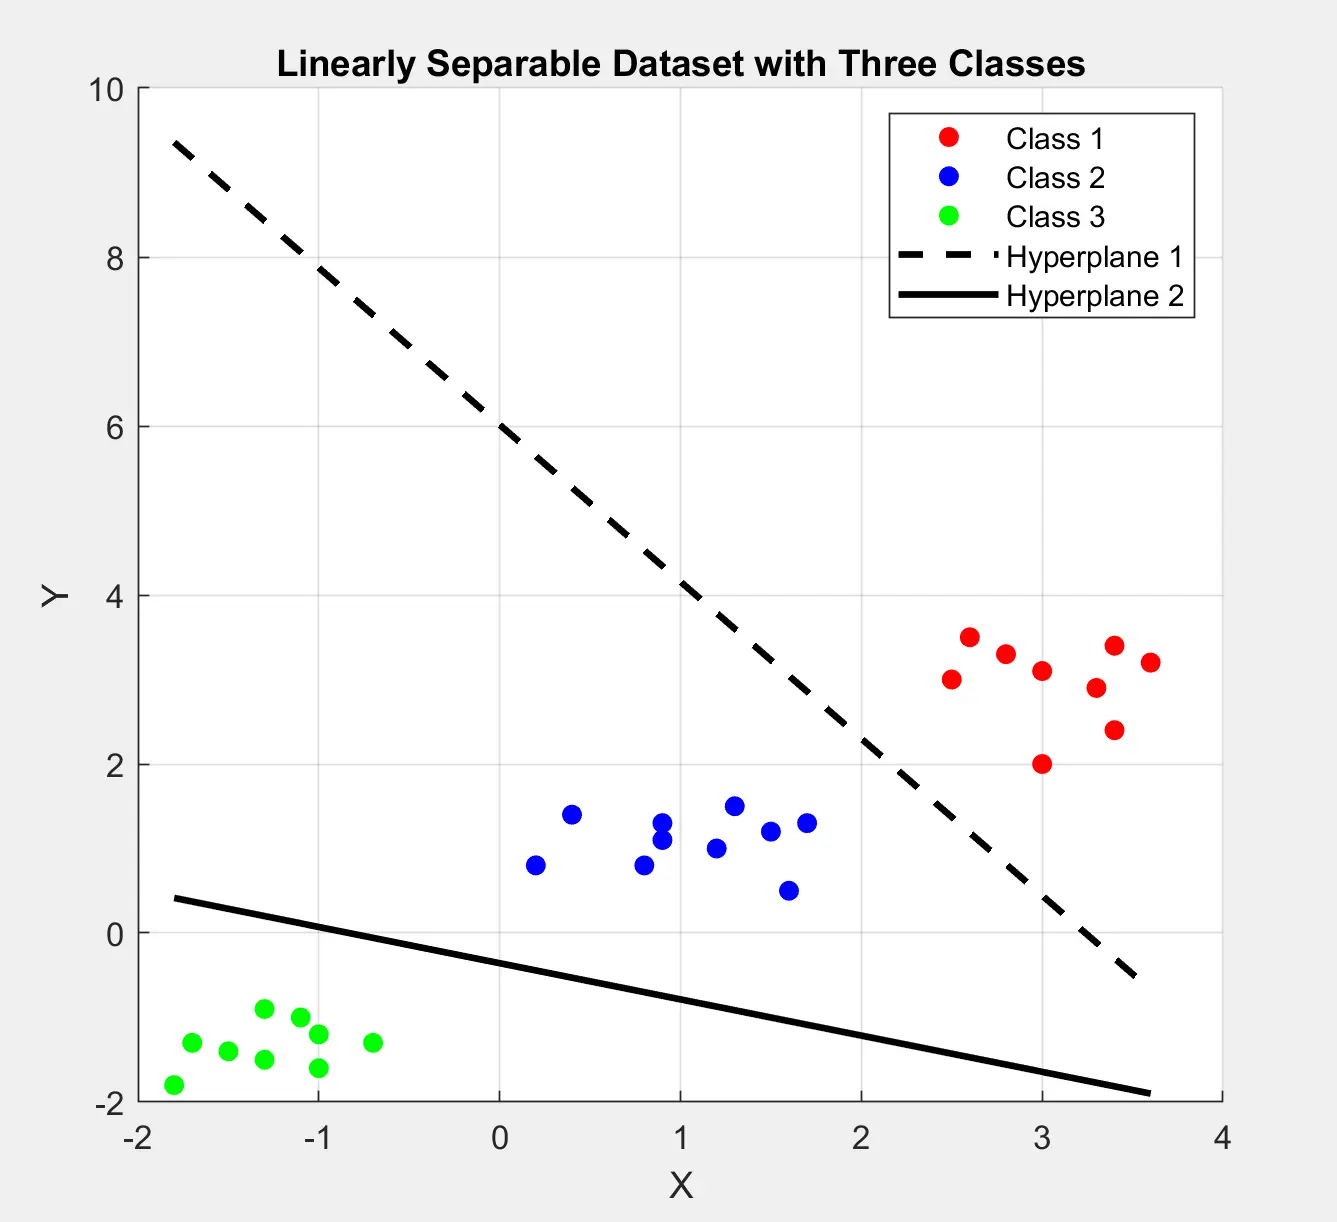 Linearly Separable Dataset with Three Classes
10
8
6
4
2
0
-2
Y
Class 1
Class 2
Class 3
Hyperplane 1
Hyperplane 2
-2 -1 0 1 2 3 4
X